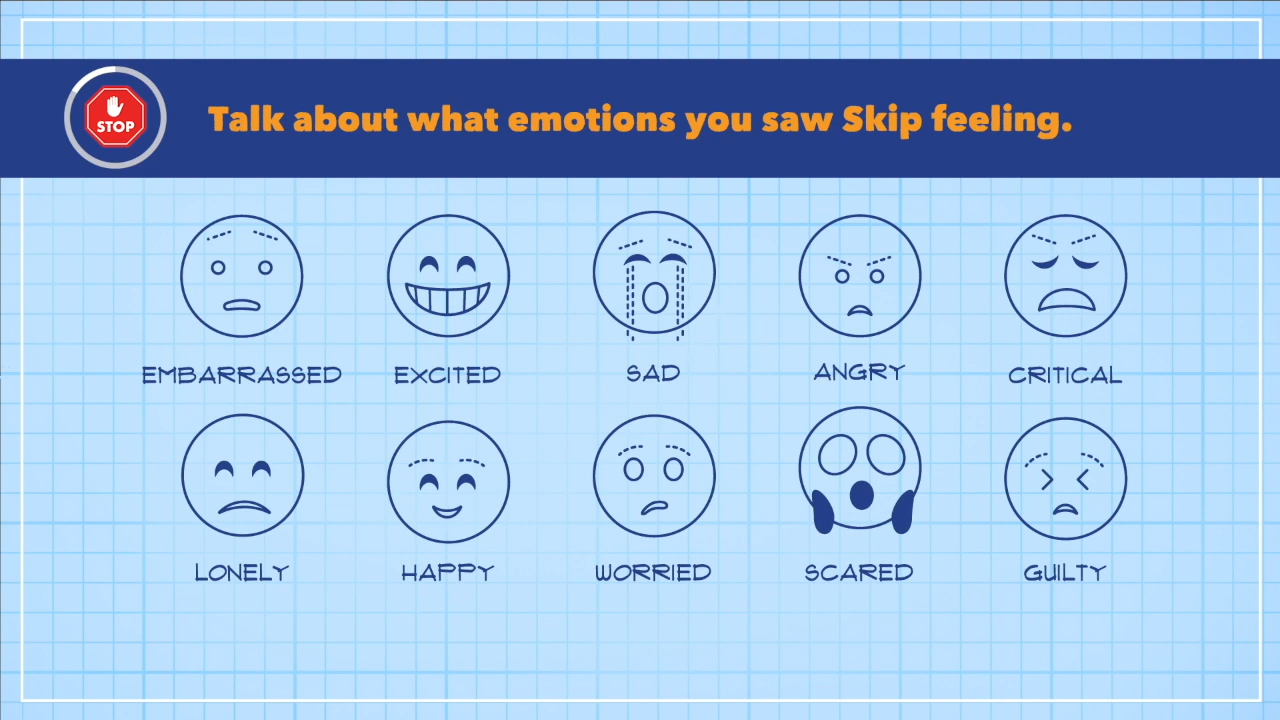 STOP
Talk about what emotions you saw Skip feeling.
EMBARRASSED
EXCITED
SAD
ANGRY
CRITICAL
LONELY
HAPPY
WORRIED
SCARED
GUILTY